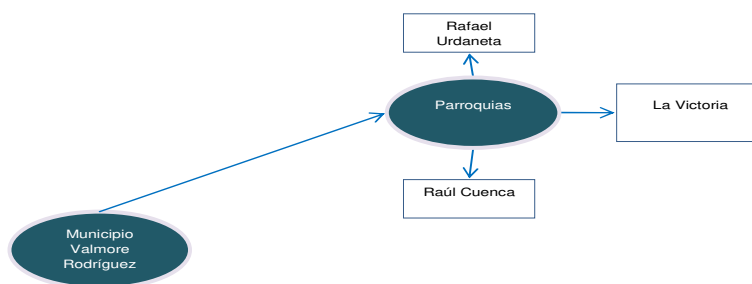 Rafael
Urdaneta
Parroquias
La Victoria
Raúl Cuenca
Municipio
Valmore
Rodríguez